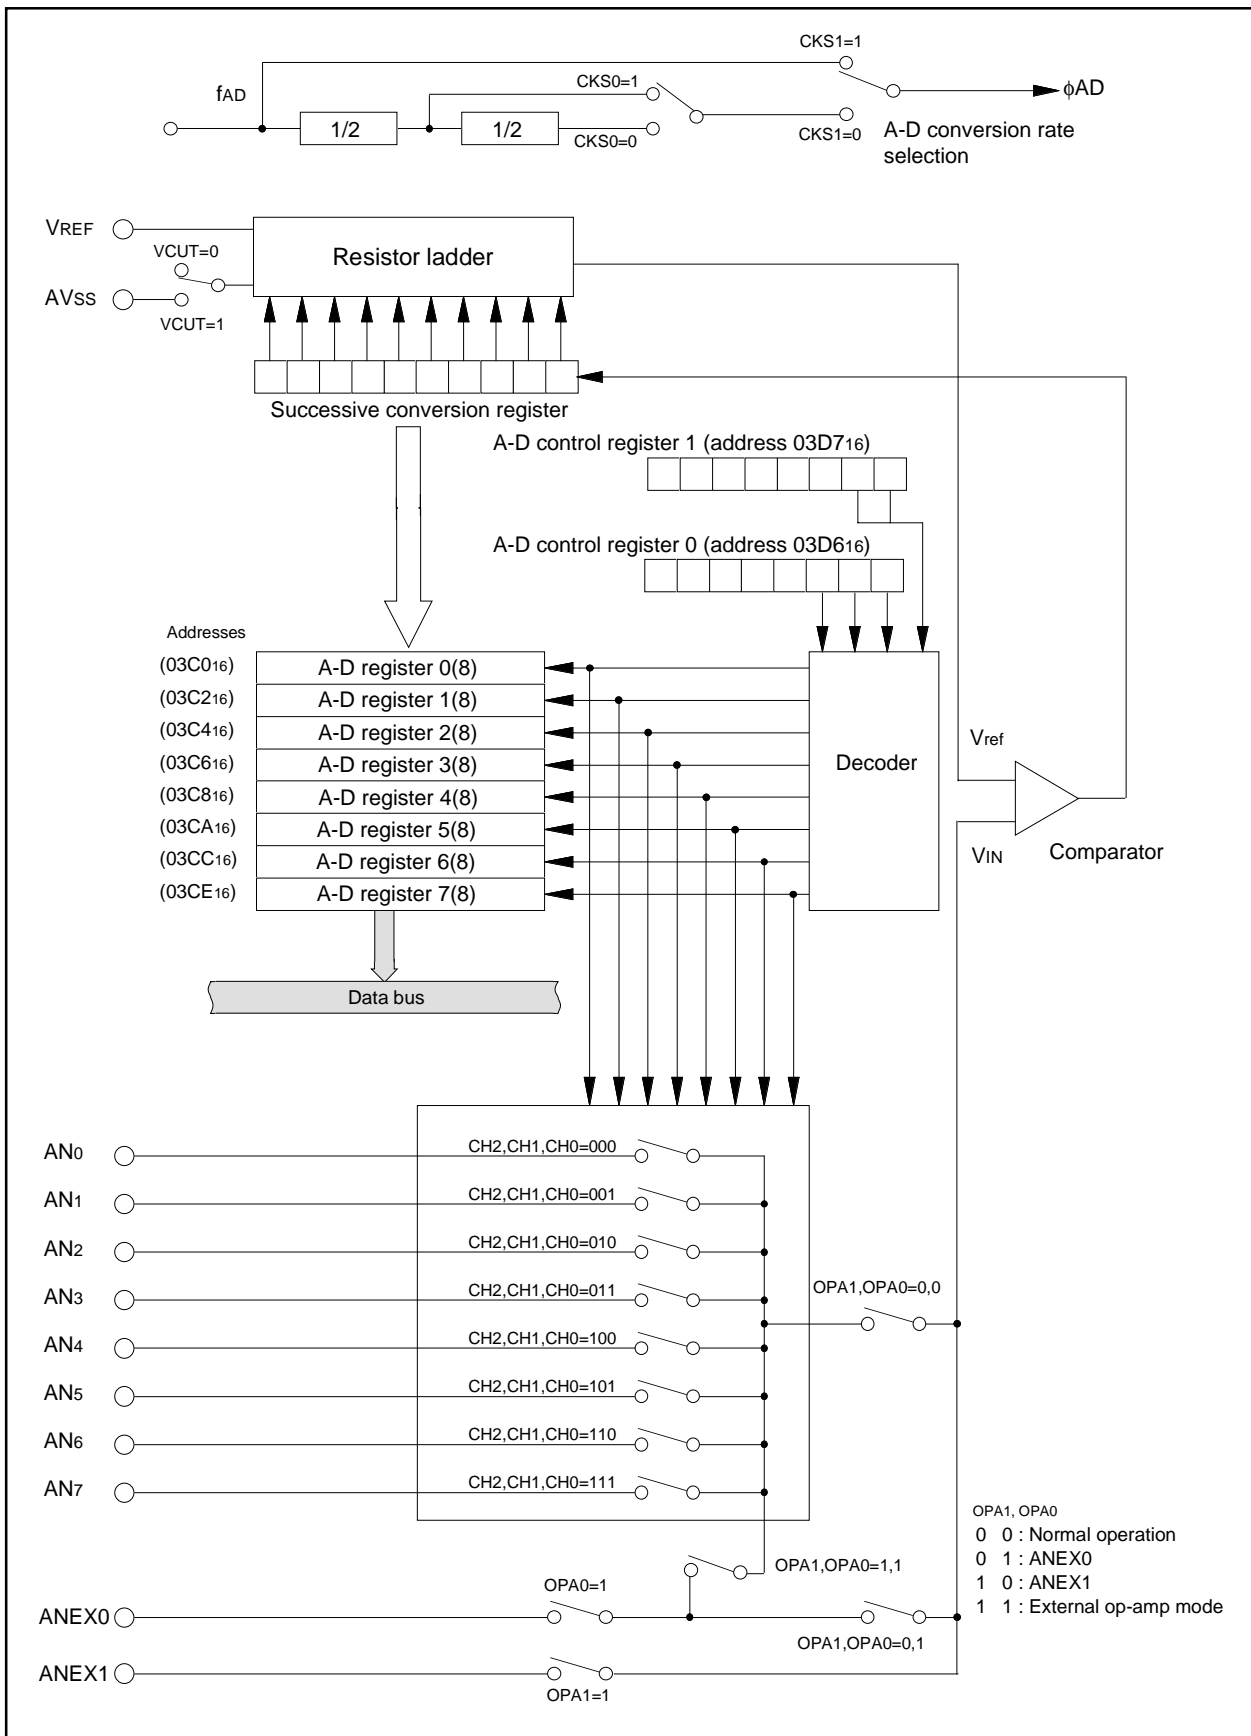 CKS1=1
fAD
CKS0=1
φAD
1/2
1/2
CKS0=0
CKS1=0
A-D conversion rate
selection
VREF
VCUT=0
Resistor ladder
AVSS
VCUT=1
Successive conversion register
A-D control register 1 (address 03D716)
A-D control register 0 (address 03D616)
Addresses
(03C016)
A-D register 0(8)
(03C216)
A-D register 1(8)
(03C416)
A-D register 2(8)
(03C616)
A-D register 3(8)
(03C816)
A-D register 4(8)
(03CA16)
A-D register 5(8)
(03CC16)
A-D register 6(8)
(03CE16)
A-D register 7(8)
Decoder
Vref
VIN
Comparator
Data bus
AN0
CH2,CH1,CH0=000
AN1
CH2,CH1,CH0=001
AN2
CH2,CH1,CH0=010
AN3
CH2,CH1,CH0=011
OPA1,OPA0=0,0
AN4
CH2,CH1,CH0=100
AN5
CH2,CH1,CH0=101
AN6
CH2,CH1,CH0=110
AN7
CH2,CH1,CH0=111
OPA1, OPA0
0 0 : Normal operation
0 1 : ANEX0
1 0 : ANEX1
1 1 : External op-amp mode
OPA1,OPA0=1,1
OPA0=1
ANEX0
OPA1,OPA0=0,1
ANEX1
OPA1=1